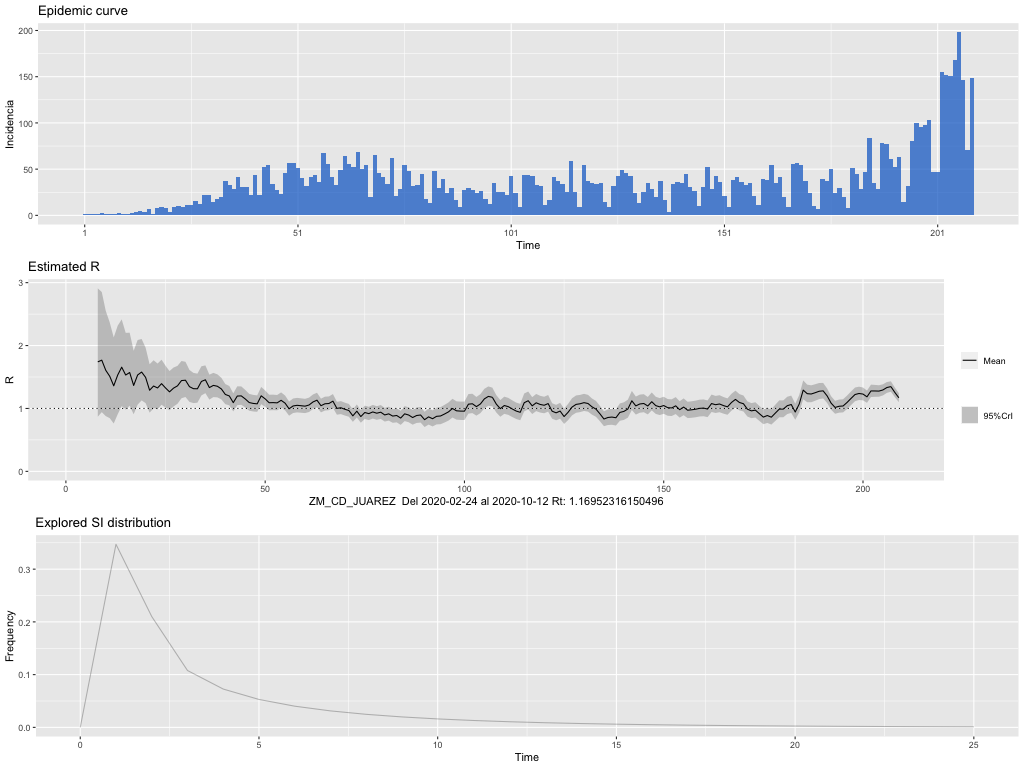 Epidemic curve
200
150
100
50
0
Incidencia
1 51 101 151 201
Time
Estimated R
3
2
1
0
R
Mean
95%CrI
0 50 100 150 200
ZM_CD_JUAREZ Del 2020-02-24 al 2020-10-12 Rt: 1.16952316150496
Explored SI distribution
0.3
0.2
0.1
0.0
Frequency
0 5 10 15 20 25
Time